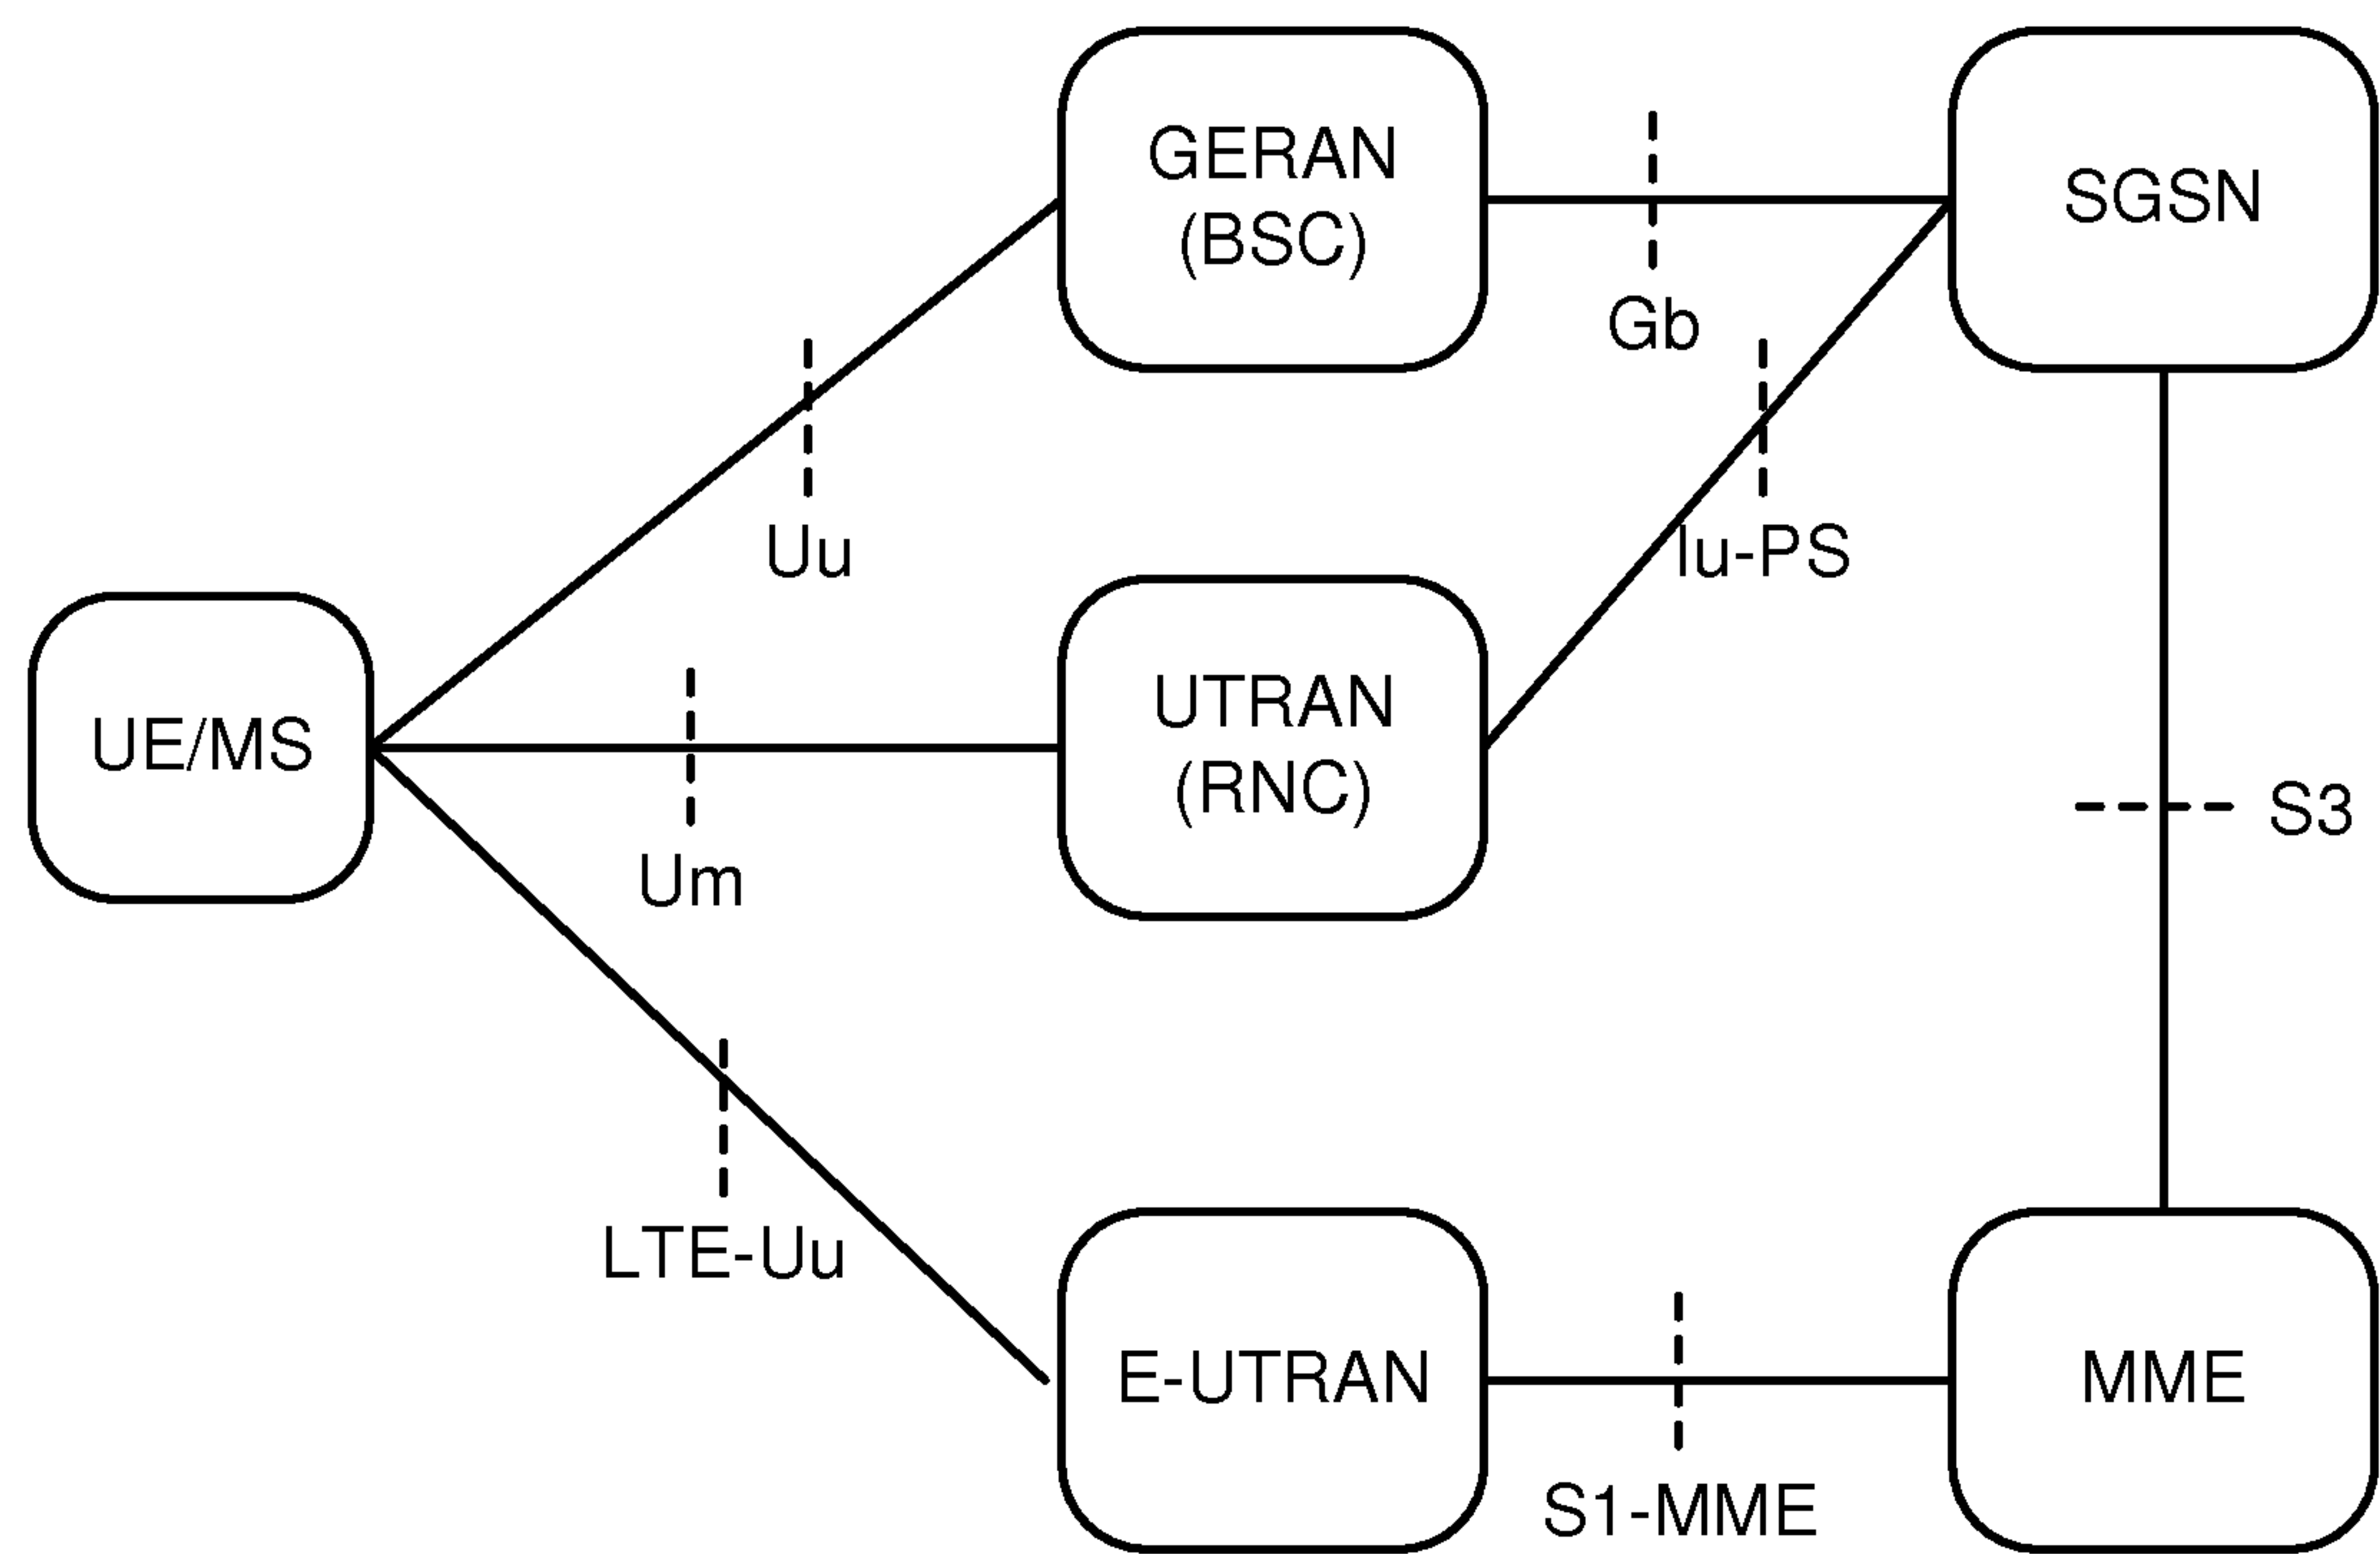 GERAN
(BSC)
SGSN
Gb
Uu
Iu-PS
UE/MS
UTRAN
(RNC)
Um
S3
LTE-Uu
E-UTRAN
MME
S1-MME